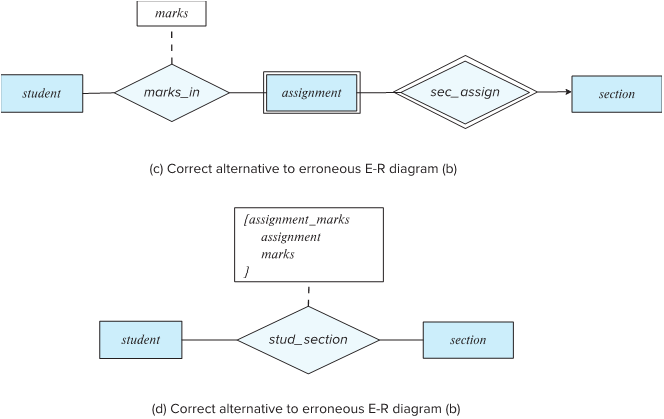 marks
student
marks_in
assignment
sec_assign
section
(c) Correct alternative to erroneous E-R diagram (b)
[assignment_marks
assignment
marks
]
student
stud_section
section
(d) Correct alternative to erroneous E-R diagram (b)